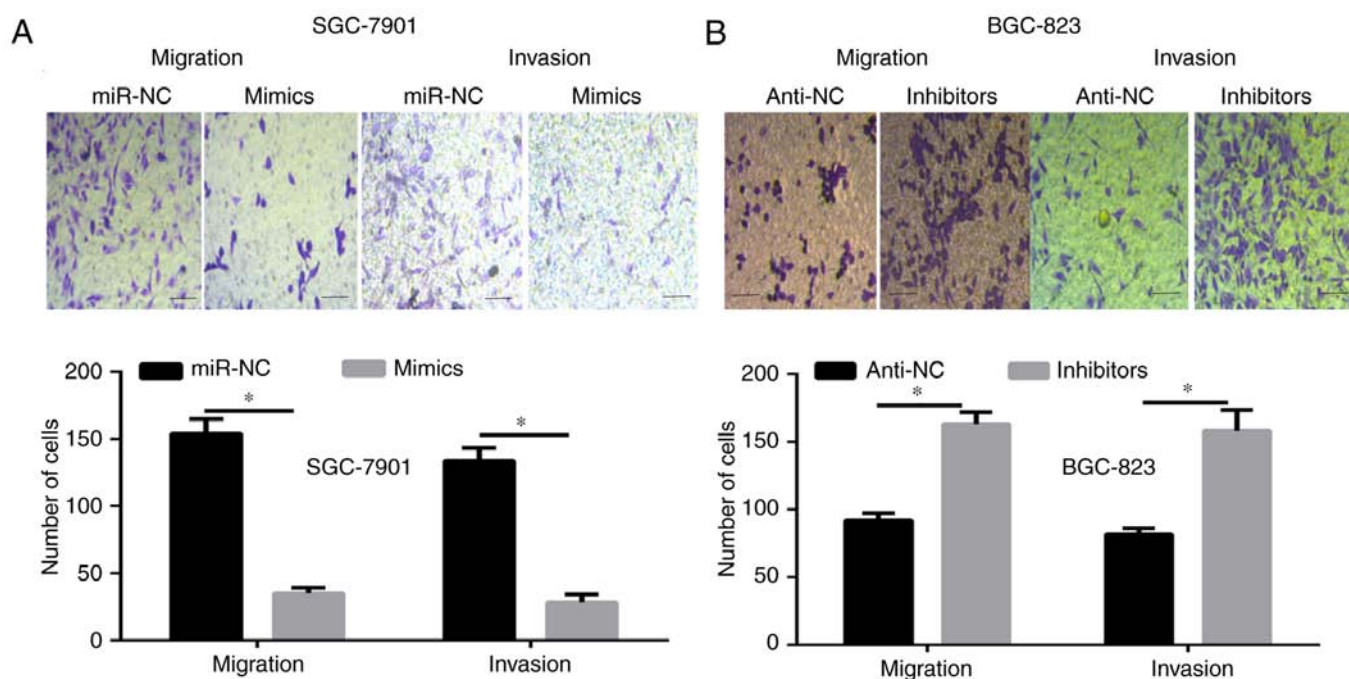 A
SGC-7901
Migration Invasion
miR-NC Mimics miR-NC Mimics
B
BGC-823
Migration Invasion
Anti-NC Inhibitors Anti-NC Inhibitors
miR-NC Mimics
Number of cells
200
150
100
50
0
* *
SGC-7901
Migration Invasion
Anti-NC Inhibitors
Number of cells
200
150
100
50
0
* *
BGC-823
Migration Invasion